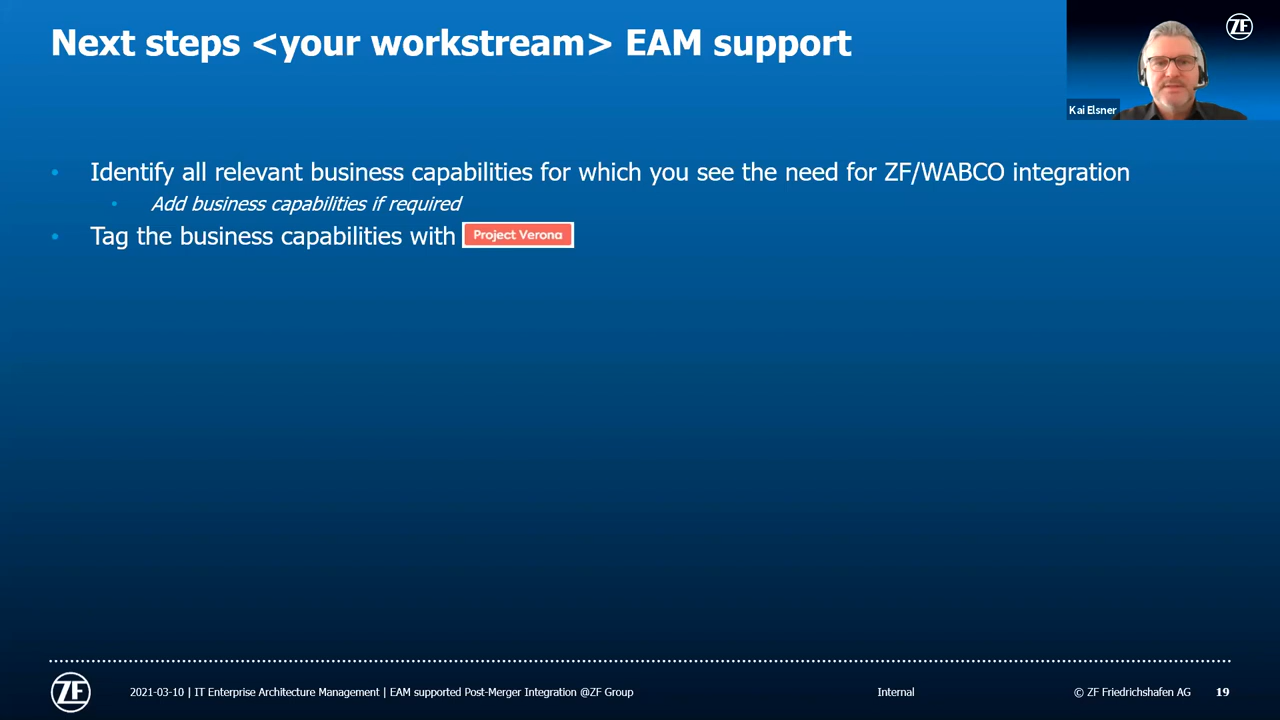 Next steps <your workstream> EAM support
ZF
Kai Elsner
Identify all relevant business capabilities for which you see the need for ZF/WABCO integration
Add business capabilities if required
Tag the business capabilities with Project Verona
ZF
2021-03-10 | IT Enterprise Architecture Management | EAM supported Post-Merger Integration @ZF Group
Internal
© ZF Friedrichshafen AG
19